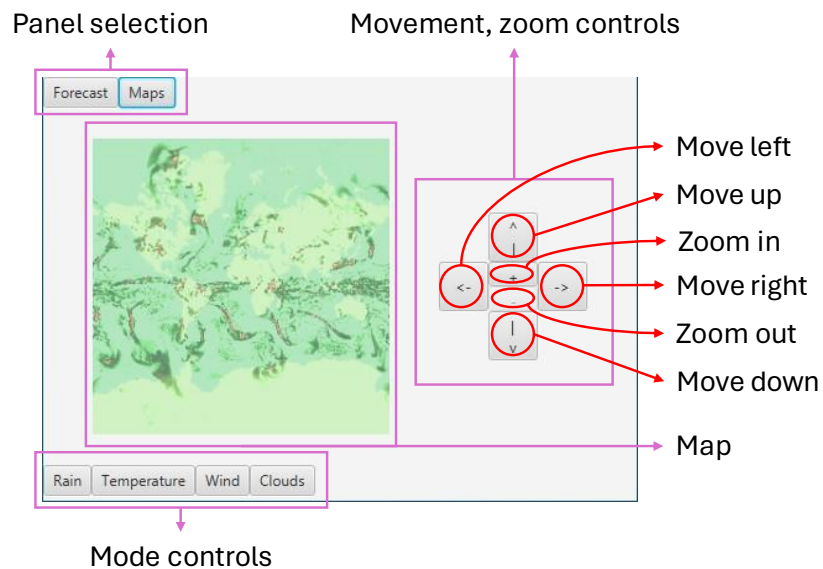 Panel selection
Movement, zoom controls
Forecast
Maps
Move left
Move up
^
|
Zoom in
+
<-
->
Move right
-
Zoom out
|
v
Move down
Map
Rain
Temperature
Wind
Clouds
Mode controls